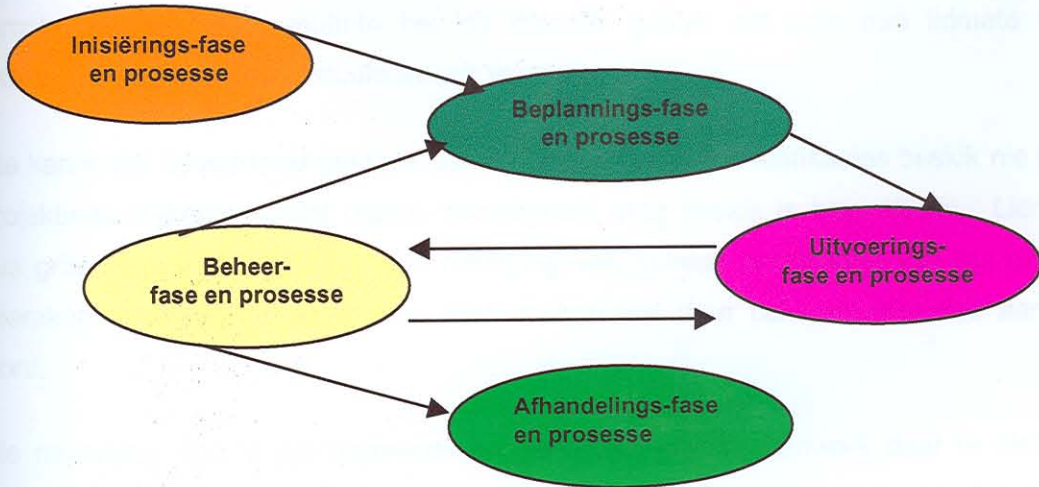 Inisiërings-fase
en prosesse
Beplannings-fase
en prosesse
Beheer-
fase en prosesse
Uitvoerings-
fase en prosesse
Afhandelings-fase
en prosesse